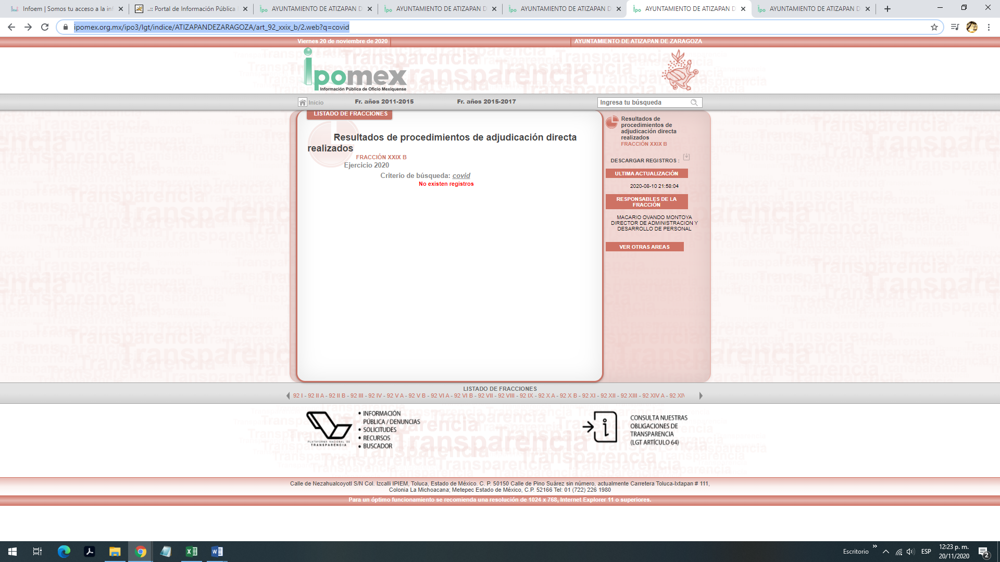 Infoem | Somos tu acceso a la inf
..:: Portal de Información Pública
AYUNTAMIENTO DE ATIZAPAN D
AYUNTAMIENTO DE ATIZAPAN D
AYUNTAMIENTO DE ATIZAPAN D
AYUNTAMIENTO DE ATIZAPAN D
AYUNTAMIENTO DE ATIZAPAN D
ipomex.org.mx/ipo3/lgt/indice/ATIZAPANDEZARAGOZA/art_92_xxix_b/2.web?q=covid
Viernes 20 de noviembre de 2020
AYUNTAMIENTO DE ATIZAPAN DE ZARAGOZA
ipomex
Información Pública de Oficio Mexiquense
Inicio
Fr. años 2011-2015
Fr. años 2015-2017
Ingresa tu búsqueda
LISTADO DE FRACCIONES
Resultados de procedimientos de adjudicación directa
realizados
FRACCIÓN XXIX B
Ejercicio 2020
Criterio de búsqueda: covid
No existen registros
Resultados de
procedimientos de
adjudicación directa
realizados
FRACCIÓN XXIX B
DESCARGAR REGISTROS :
ULTIMA ACTUALIZACIÓN
2020-08-10 21:58:04
RESPONSABLES DE LA
FRACCIÓN
MACARIO OVANDO MONTOYA
DIRECTOR DE ADMINISTRACION Y
DESARROLLO DE PERSONAL
VER OTRAS AREAS
LISTADO DE FRACCIONES
92 I - 92 II A - 92 II B - 92 III - 92 IV - 92 V A - 92 V B - 92 VI A - 92 VI B - 92 VII - 92 VIII - 92 IX - 92 X A - 92 X B - 92 XI - 92 XII - 92 XIII - 92 XIV A - 92 XIV
PLATAFORMA NACIONAL DE
TRANSPARENCIA
• INFORMACIÓN
PÚBLICA / DENUNCIAS
• SOLICITUDES
• RECURSOS
• BUSCADOR
CONSULTA NUESTRAS
OBLIGACIONES DE
TRANSPARENCIA
(LGT ARTÍCULO 64)
Calle de Nezahualcoyotl S/N Col. Izcalli IPIEM, Toluca, Estado de México. C. P. 50150 Calle de Pino Suárez sin número, actualmente Carretera Toluca-Ixtapan # 111,
Colonia La Michoacana; Metepec Estado de México, C.P. 52166 Tel: 01 (722) 226 1980
Para un óptimo funcionamiento se recomienda una resolución de 1024 x 768, Internet Explorer 11 o superiores.
Escritorio
ESP
12:23 p. m.
20/11/2020
2